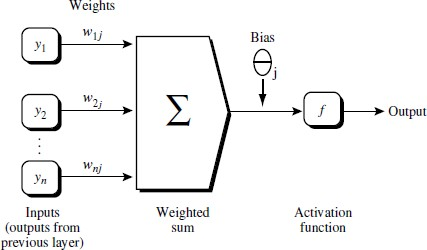 Weights
y1 w1j
Bias
θj
y2 w2j
∑
f
Output
⋮
yn wnj
Inputs
(outputs from
previous layer)
Weighted
sum
Activation
function